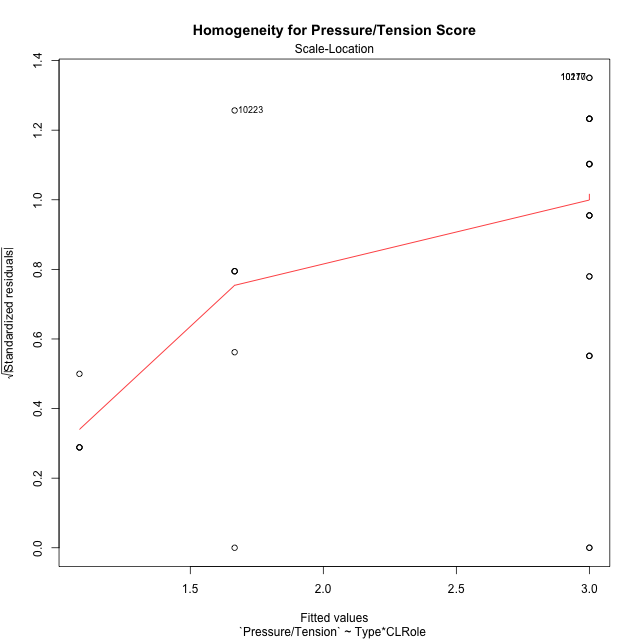 Homogeneity for Pressure/Tension Score
Scale-Location
√|Standardized residuals|
1.4
1.2
1.0
0.8
0.6
0.4
0.2
0.0
10223
1.5
2.0
2.5
3.0
Fitted values
`Pressure/Tension` ~ Type*CLRole